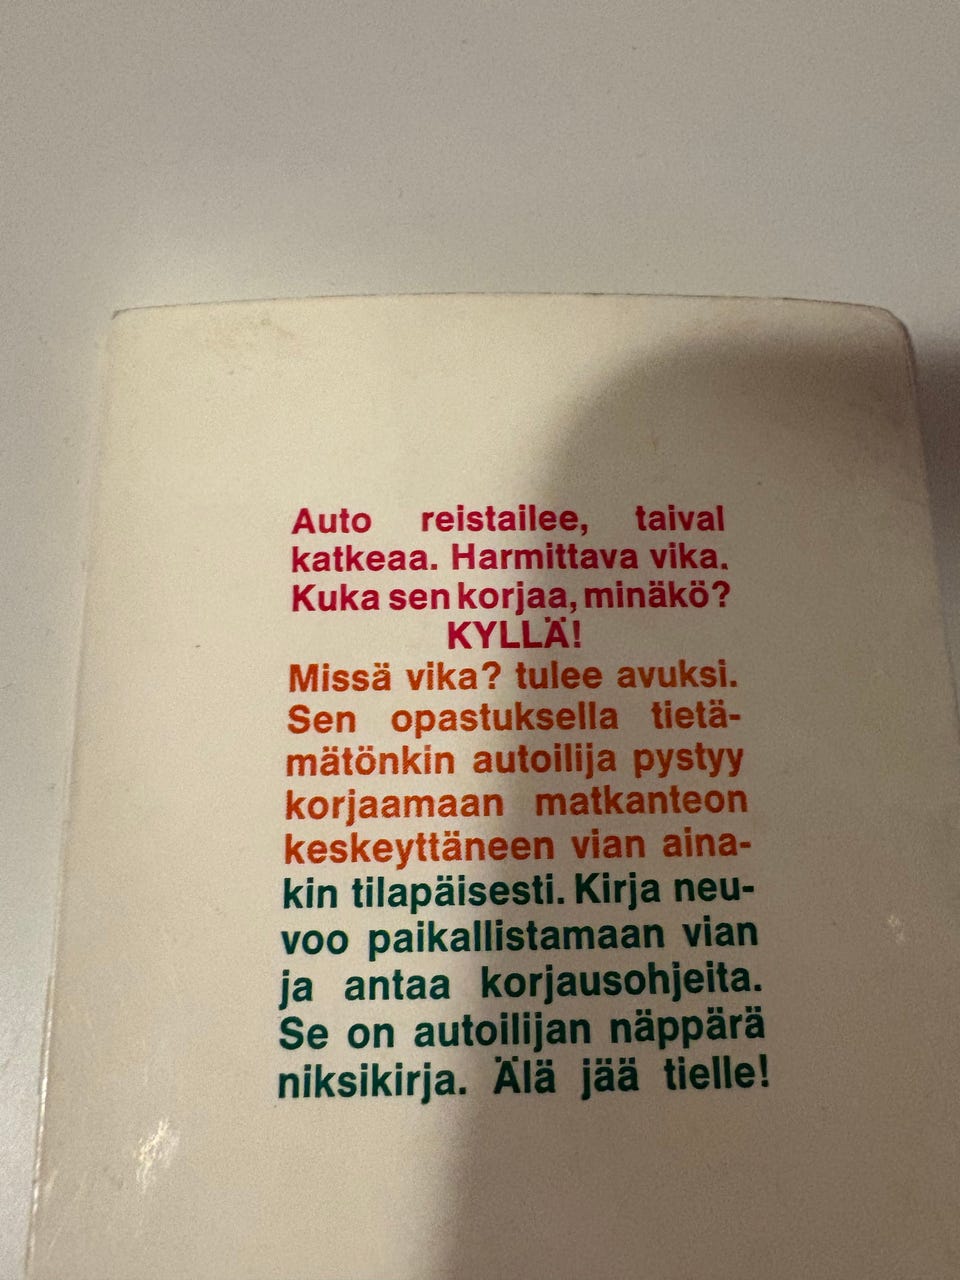 Auto reistailee, taival
katkeaa. Harmittava vika.
Kuka sen korjaa, minäkö?
KYLLÄ!
Missä vika? tulee avuksi.
Sen opastuksella tietä-
mätönkin autoilija pystyy
korjaamaan matkanteon
keskeyttäneen vian aina-
kin tilapäisesti. Kirja neu-
voo paikallistamaan vian
ja antaa korjausohjeita.
Se on autoilijan näppärä
niksikirja. Älä jää tielle!